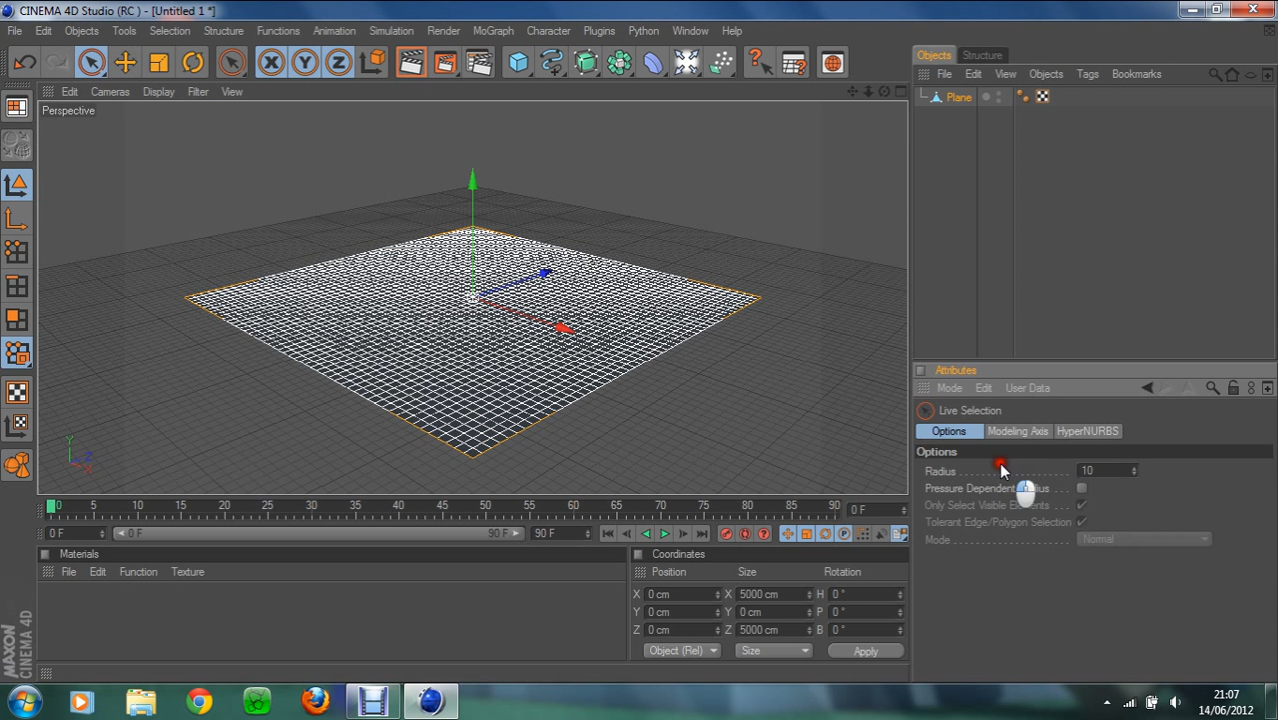 CINEMA 4D Studio (RC ) - [Untitled 1 *]
File Edit Objects Tools Selection Structure Functions Animation Simulation Render MoGraph Character Plugins Python Window Help
Edit Cameras Display Filter View
Perspective
Y
Z
X
0 5 10 15 20 25 30 35 40 45 50 55 60 65 70 75 80 85 90 0 F
0 F 0 F 90 F 90 F
Materials
File Edit Function Texture
Coordinates
Position Size Rotation
X 0 cm X 5000 cm H 0 °
Y 0 cm Y 0 cm P 0 °
Z 0 cm Z 5000 cm B 0 °
Object (Rel) Size Apply
MAXON
CINEMA 4D
Objects Structure
File Edit View Objects Tags Bookmarks
Plane
Attributes
Mode Edit User Data
Live Selection
Options Modeling Axis HyperNURBS
Options
Radius 10
Pressure Dependent Radius
Only Select Visible Elements
Tolerant Edge/Polygon Selection
Mode Normal
21:07
14/06/2012